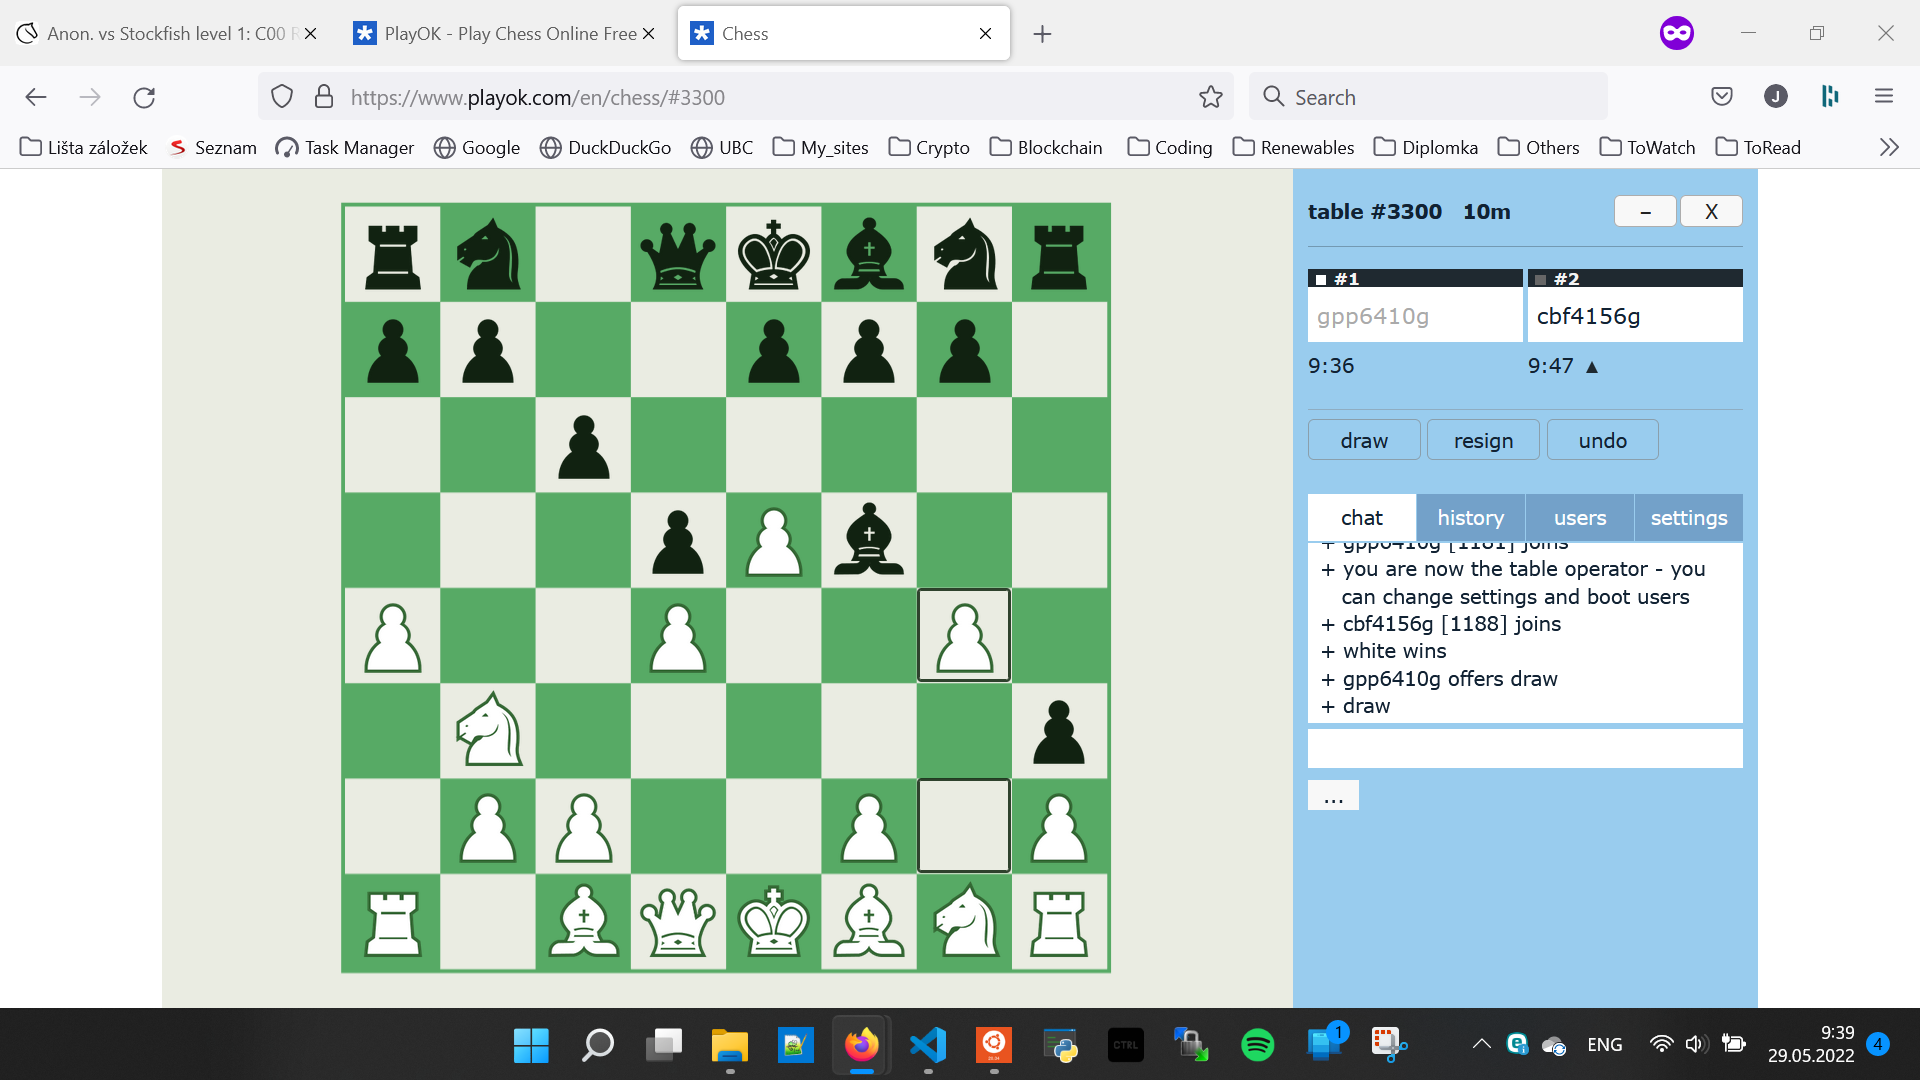 Anon. vs Stockfish level 1: C00 R
PlayOK - Play Chess Online Free
Chess
https://www.playok.com/en/chess/#3300
Search
J
Lišta záložek
Seznam
Task Manager
Google
DuckDuckGo
UBC
My_sites
Crypto
Blockchain
Coding
Renewables
Diplomka
Others
ToWatch
ToRead
table #3300 10m
–
X
#1
#2
gpp6410g
cbf4156g
9:36
9:47 ▲
draw
resign
undo
chat
history
users
settings
+ gpp6410g [1181] joins
+ you are now the table operator - you
can change settings and boot users
+ cbf4156g [1188] joins
+ white wins
+ gpp6410g offers draw
+ draw
...
CTRL
1
ENG
9:39
29.05.2022
4